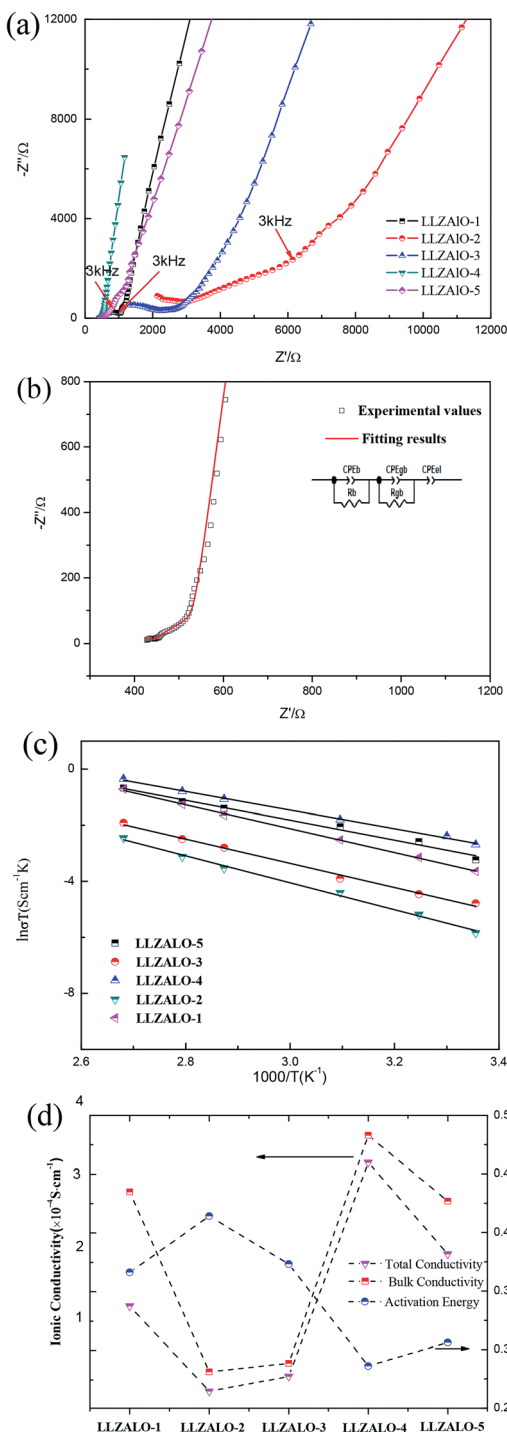 (a)
12000
8000
4000
0
-Z''/Ω
3kHz
3kHz
3kHz
LLZAlO-1
LLZAlO-2
LLZAlO-3
LLZAlO-4
LLZAlO-5
0 2000 4000 6000 8000 10000 12000
Z'/Ω
(b)
800
600
400
200
0
-Z''/Ω
Experimental values
Fitting results
CPEb CPEgb CPEel
Rb Rgb
400 600 800 1000 1200
Z'/Ω
(c)
0
-4
-8
lnσT(Scm⁻¹K)
LLZALO-5
LLZALO-3
LLZALO-4
LLZALO-2
LLZALO-1
2.6 2.8 3.0 3.2 3.4
1000/T(K⁻¹)
(d)
3
2
2
1
Ionic Conductivity(×10⁻⁴S·cm⁻¹)
0.5
0.4
0.4
0.3
0.3
0.2
Total Conductivity
Bulk Conductivity
Activation Energy
LLZALO-1 LLZALO-2 LLZALO-3 LLZALO-4 LLZALO-5